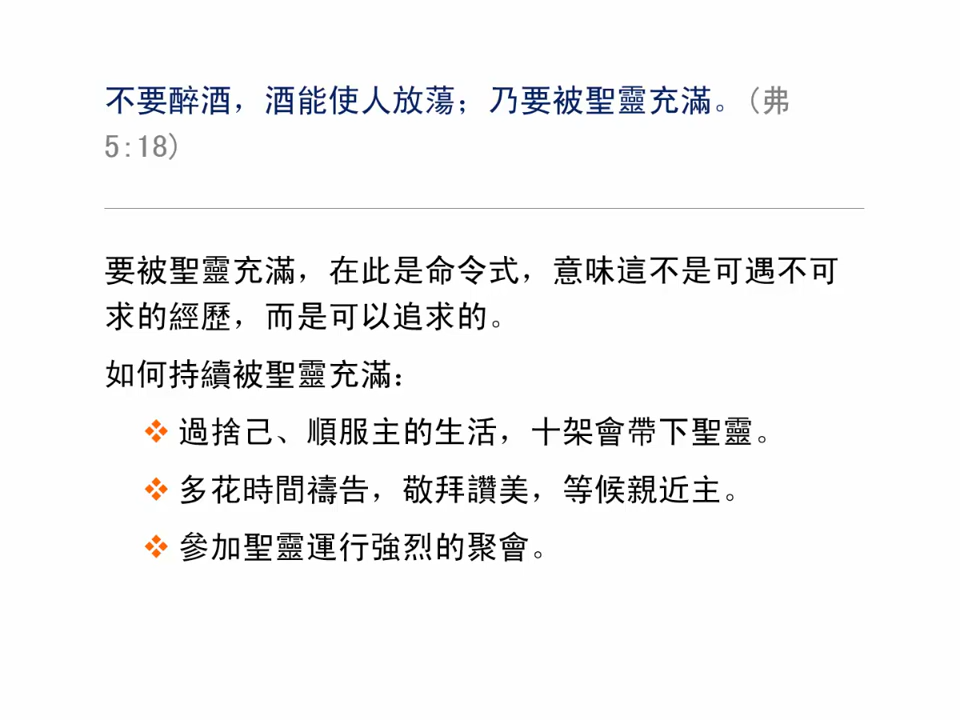 不要醉酒，酒能使人放蕩；乃要被聖靈充滿。（弗
5:18）
要被聖靈充滿，在此是命令式，意味這不是可遇不可
求的經歷，而是可以追求的。
如何持續被聖靈充滿：
❖ 過捨己、順服主的生活，十架會帶下聖靈。
❖ 多花時間禱告，敬拜讚美，等候親近主。
❖ 參加聖靈運行強烈的聚會。